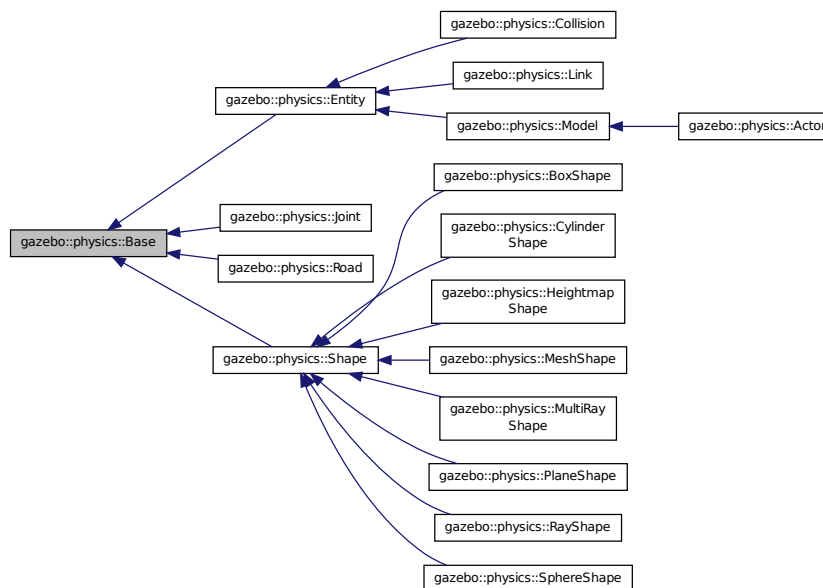 gazebo::physics::Collision
gazebo::physics::Link
gazebo::physics::Entity
gazebo::physics::Model
gazebo::physics::Actor
gazebo::physics::BoxShape
gazebo::physics::Joint
gazebo::physics::Cylinder
Shape
gazebo::physics::Base
gazebo::physics::Road
gazebo::physics::Heightmap
Shape
gazebo::physics::Shape
gazebo::physics::MeshShape
gazebo::physics::MultiRay
Shape
gazebo::physics::PlaneShape
gazebo::physics::RayShape
gazebo::physics::SphereShape